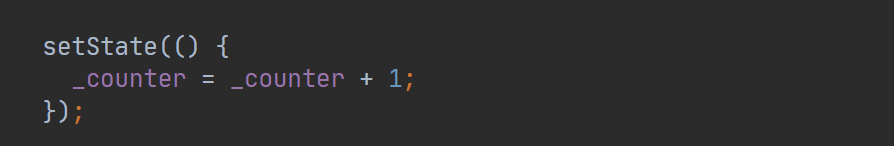 setState(() {
  _counter = _counter + 1;
});